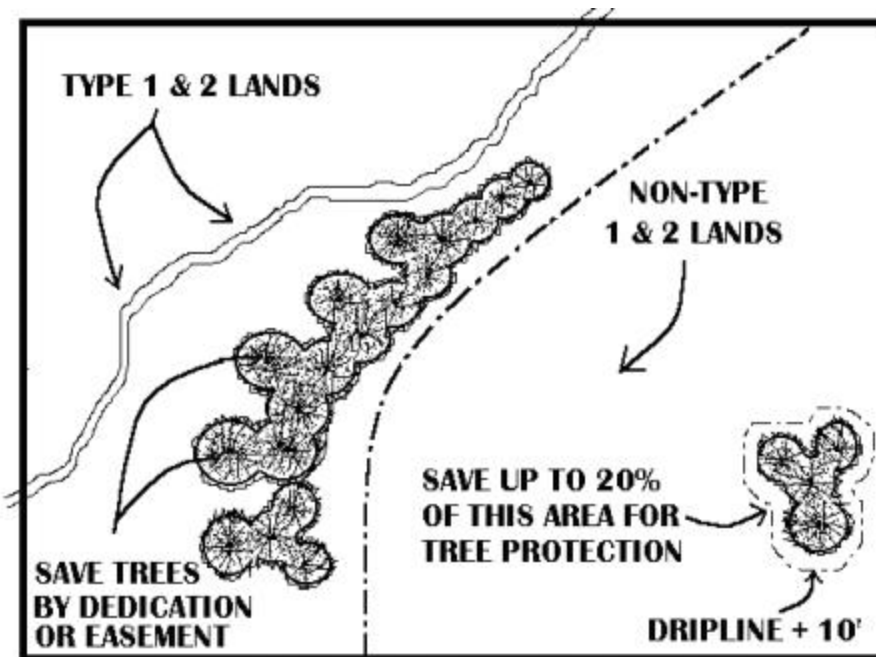 TYPE 1 & 2 LANDS
NON-TYPE
1 & 2 LANDS
SAVE UP TO 20%
OF THIS AREA FOR
TREE PROTECTION
SAVE TREES
BY DEDICATION
OR EASEMENT
DRIPLINE + 10'